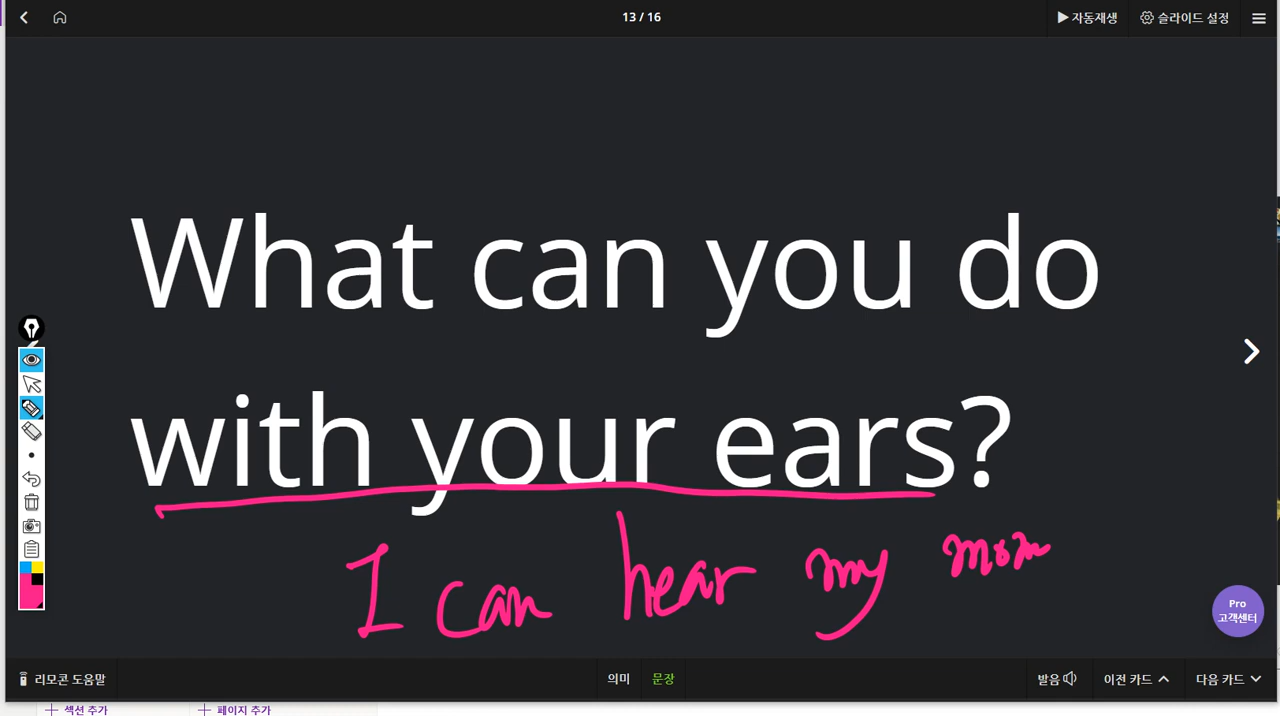 13 / 16
자동재생
슬라이드 설정
What can you do
with your ears?
I can hear my mom
Pro
고객센터
리모콘 도움말
의미
문장
발음
이전 카드
다음 카드
섹션 추가
페이지 추가